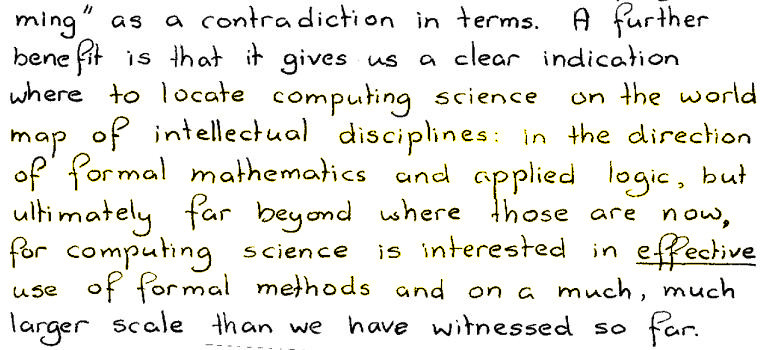 ming" as a contradiction in terms. A further
benefit is that it gives us a clear indication
where to locate computing science on the world
map of intellectual disciplines: in the direction
of formal mathematics and applied logic, but
ultimately far beyond where those are now,
for computing science is interested in effective
use of formal methods and on a much, much
larger scale than we have witnessed so far.